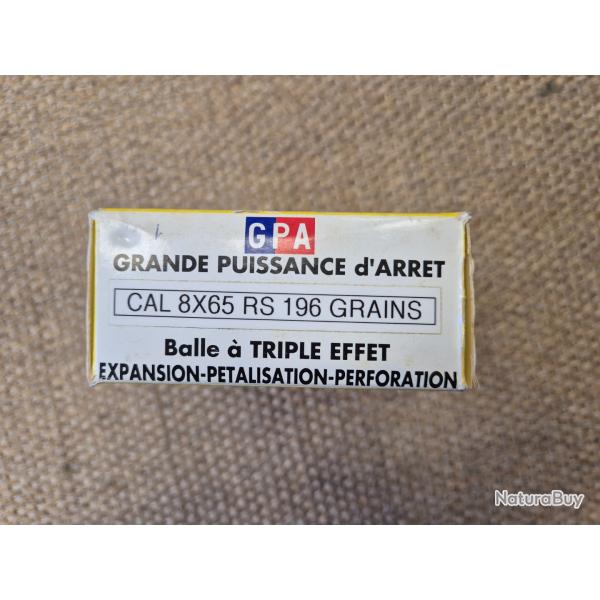 GPA
GRANDE PUISSANCE d'ARRET
CAL 8X65 RS 196 GRAINS
Balle à TRIPLE EFFET
EXPANSION-PETALISATION-PERFORATION
NaturaBuy